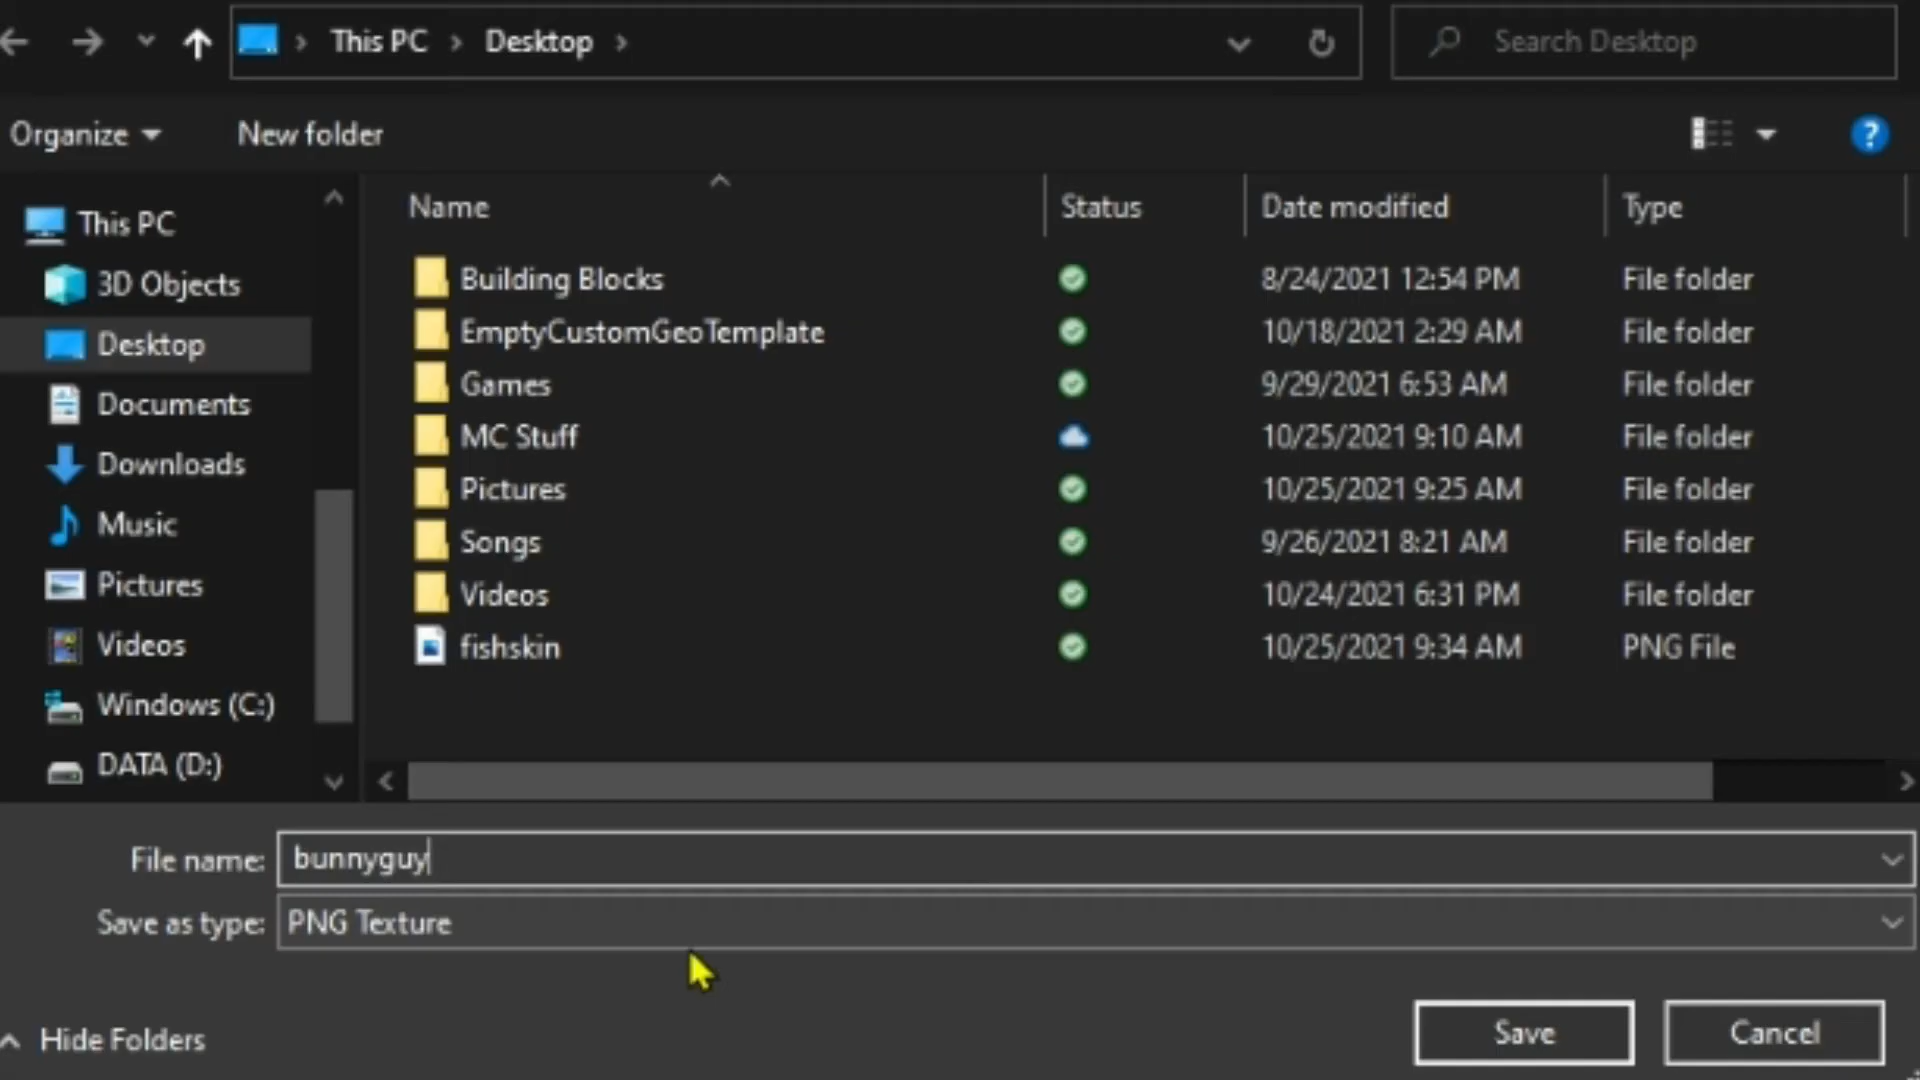 This PC > Desktop >
Search Desktop
Organize
New folder
?
This PC
3D Objects
Desktop
Documents
Downloads
Music
Pictures
Videos
Windows (C:)
DATA (D:)
Name Status Date modified Type
Building Blocks 8/24/2021 12:54 PM File folder
EmptyCustomGeoTemplate 10/18/2021 2:29 AM File folder
Games 9/29/2021 6:53 AM File folder
MC Stuff 10/25/2021 9:10 AM File folder
Pictures 10/25/2021 9:25 AM File folder
Songs 9/26/2021 8:21 AM File folder
Videos 10/24/2021 6:31 PM File folder
fishskin 10/25/2021 9:34 AM PNG File
File name: bunnyguy
Save as type: PNG Texture
Hide Folders
Save
Cancel